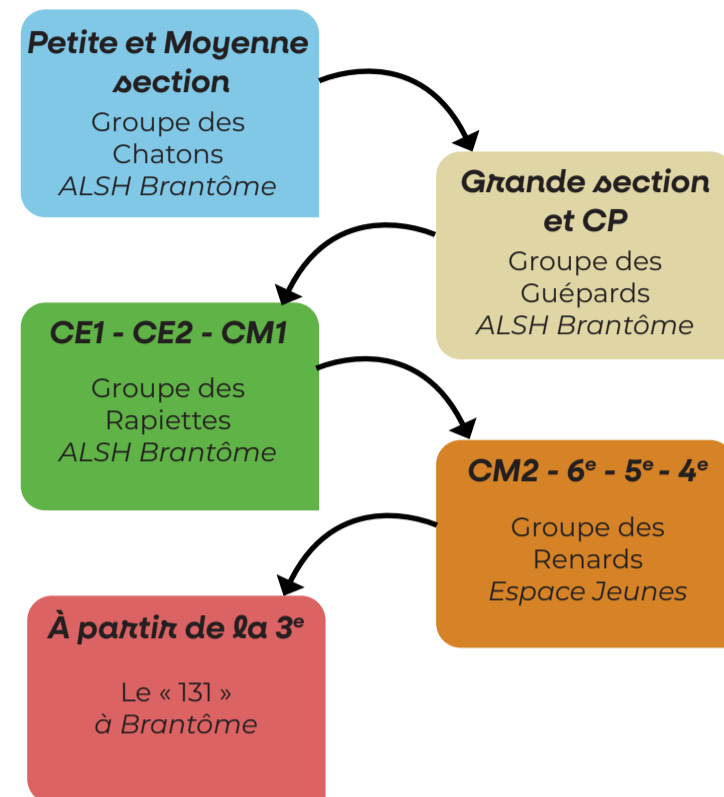 Petite et Moyenne
section
Groupe des
Chatons
ALSH Brantôme
Grande section
et CP
Groupe des
Guépards
ALSH Brantôme
CE1 - CE2 - CM1
Groupe des
Rapiettes
ALSH Brantôme
CM2 - 6ᵉ - 5ᵉ - 4ᵉ
Groupe des
Renards
Espace Jeunes
À partir de la 3ᵉ
Le « 131 »
à Brantôme